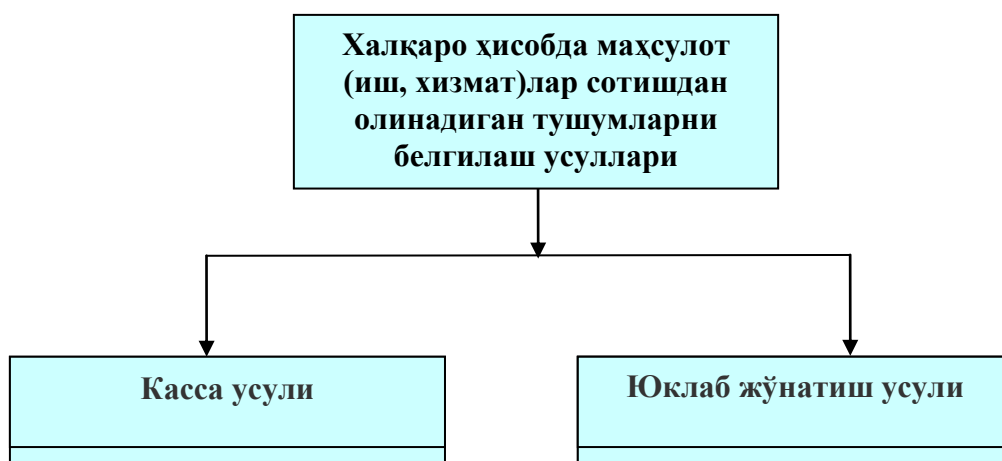 Халқаро ҳисобда маҳсулот
(иш, хизмат)лар сотишдан
олинадиган тушумларни
белгилаш усуллари
Касса усули
Юклаб жўнатиш усули